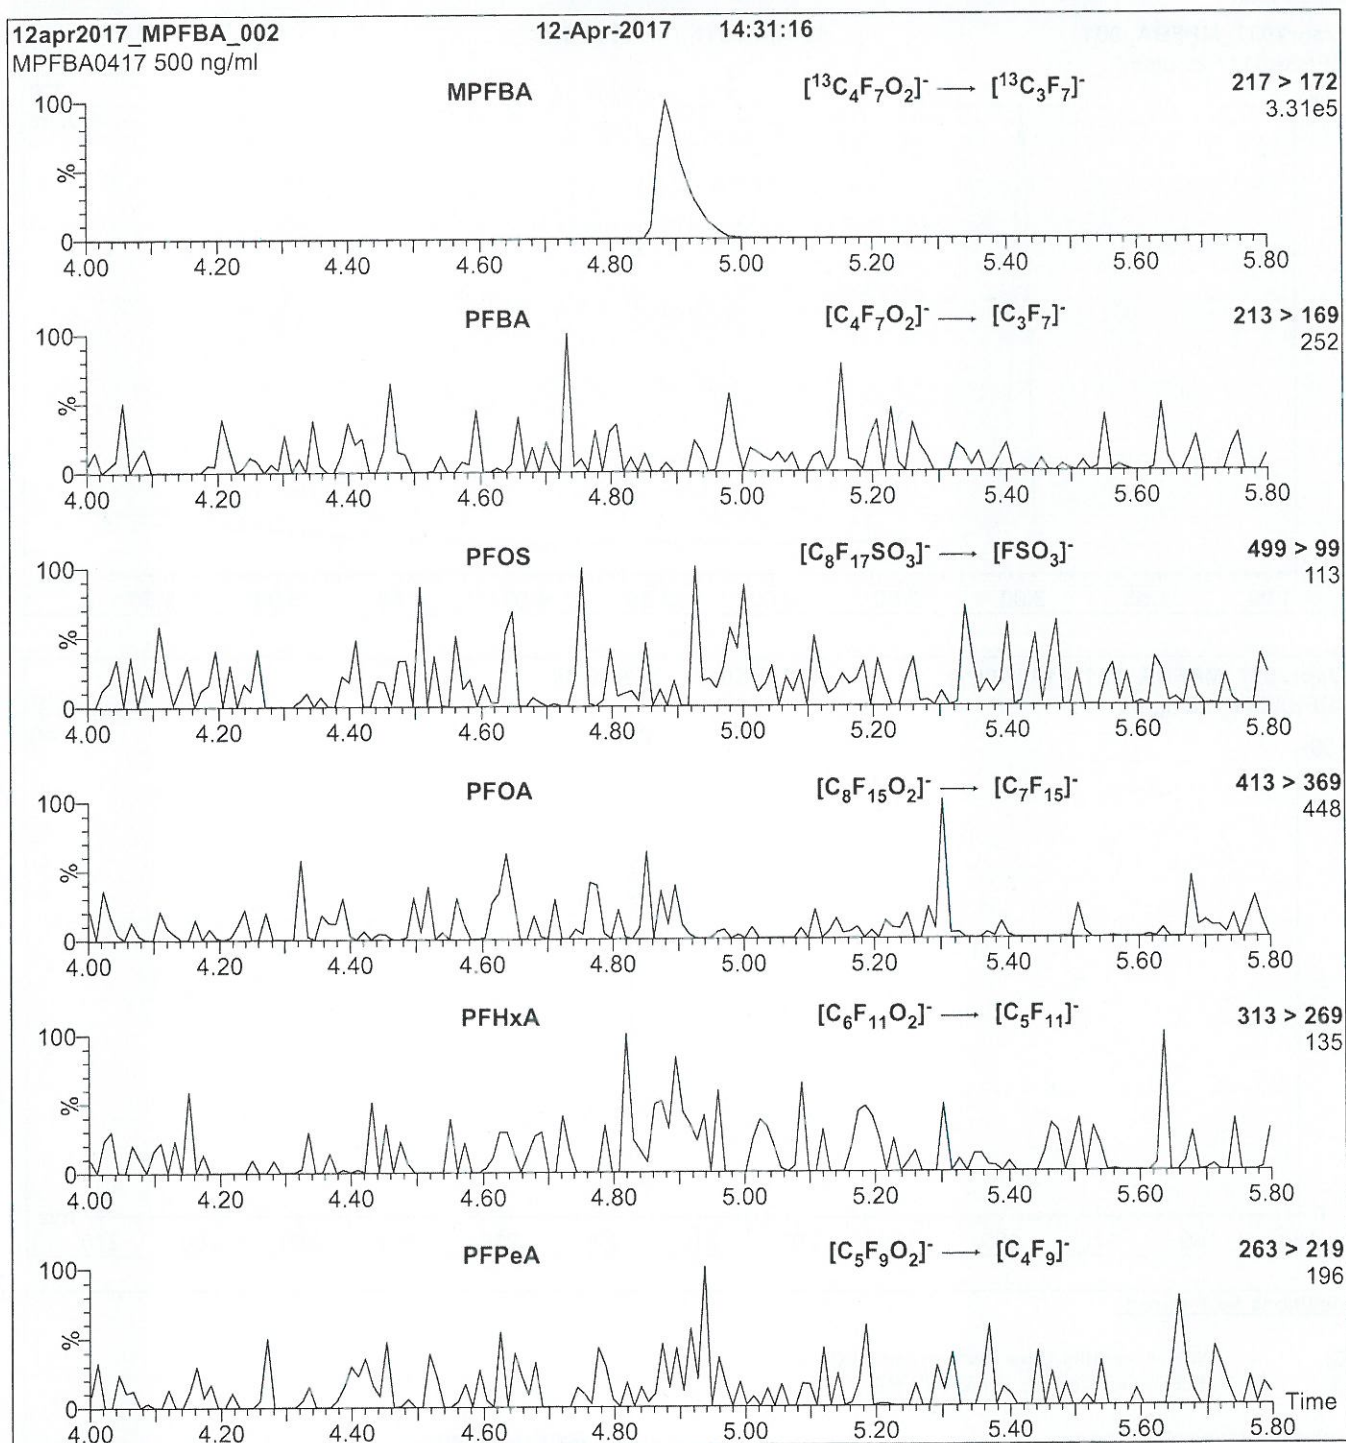 12apr2017_MPFBA_002 12-Apr-2017 14:31:16
MPFBA0417 500 ng/ml
MPFBA [¹³C₄F₇O₂]⁻ ⟶ [¹³C₃F₇]⁻ 217 > 172
3.31e5
100
%
0
4.00 4.20 4.40 4.60 4.80 5.00 5.20 5.40 5.60 5.80
PFBA [C₄F₇O₂]⁻ ⟶ [C₃F₇]⁻ 213 > 169
252
100
%
0
4.00 4.20 4.40 4.60 4.80 5.00 5.20 5.40 5.60 5.80
PFOS [C₈F₁₇SO₃]⁻ ⟶ [FSO₃]⁻ 499 > 99
113
100
%
0
4.00 4.20 4.40 4.60 4.80 5.00 5.20 5.40 5.60 5.80
PFOA [C₈F₁₅O₂]⁻ ⟶ [C₇F₁₅]⁻ 413 > 369
448
100
%
0
4.00 4.20 4.40 4.60 4.80 5.00 5.20 5.40 5.60 5.80
PFHxA [C₆F₁₁O₂]⁻ ⟶ [C₅F₁₁]⁻ 313 > 269
135
100
%
0
4.00 4.20 4.40 4.60 4.80 5.00 5.20 5.40 5.60 5.80
PFPeA [C₅F₉O₂]⁻ ⟶ [C₄F₉]⁻ 263 > 219
196
100
%
0
Time
4.00 4.20 4.40 4.60 4.80 5.00 5.20 5.40 5.60 5.80